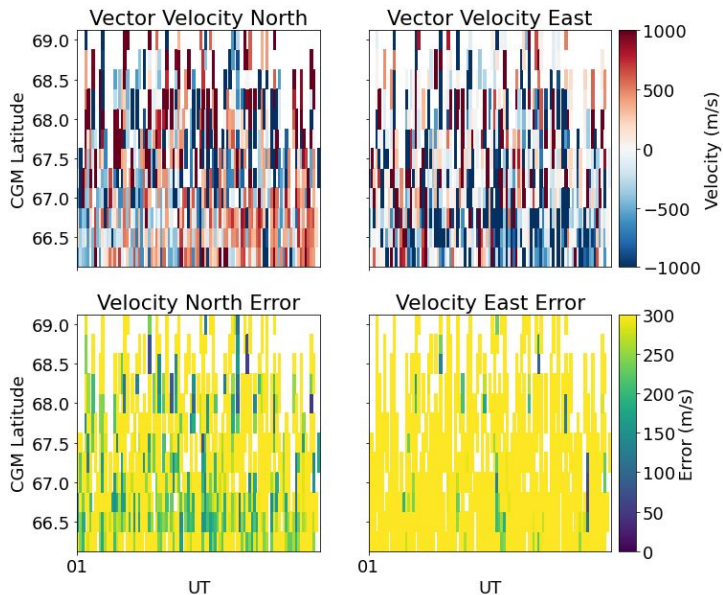 Vector Velocity North
Vector Velocity East
69.0
68.5
68.0
67.5
67.0
66.5
CGM Latitude
1000
500
0
−500
−1000
Velocity (m/s)
Velocity North Error
Velocity East Error
69.0
68.5
68.0
67.5
67.0
66.5
CGM Latitude
300
250
200
150
100
50
0
Error (m/s)
01
01
UT
UT